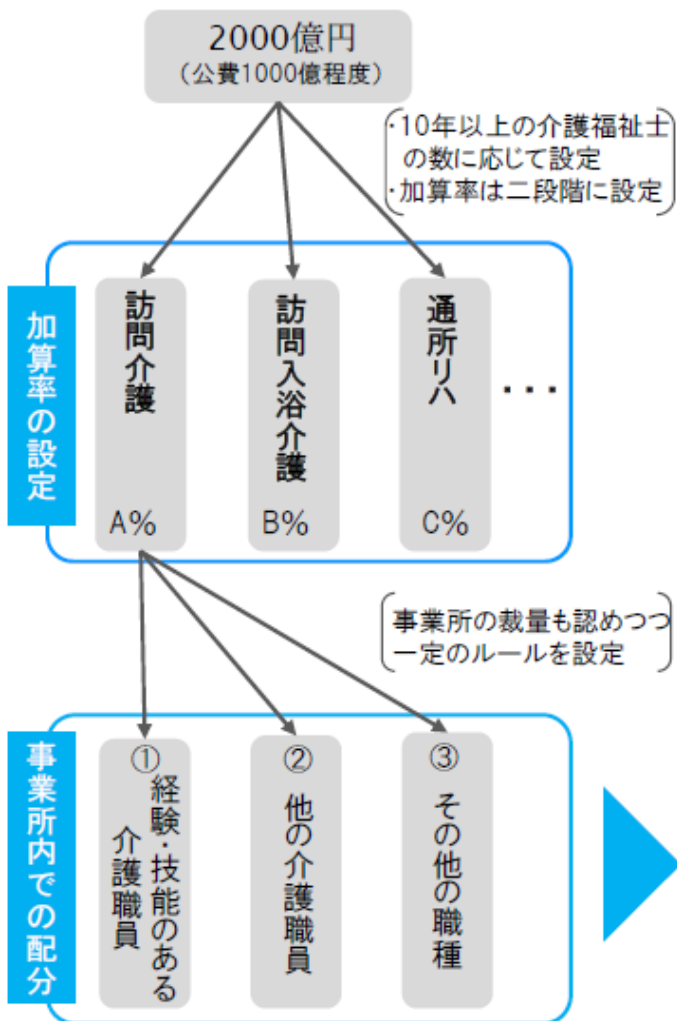 2000億円
(公費1000億程度)
・10年以上の介護福祉士
の数に応じて設定
・加算率は二段階に設定
加算率の設定
訪問介護
A%
訪問入浴介護
B%
通所リハ
C%
・・・
事業所の裁量も認めつつ
一定のルールを設定
事業所内での配分
①
経験・技能のある
介護職員
②
他の介護職員
③
その他の職種